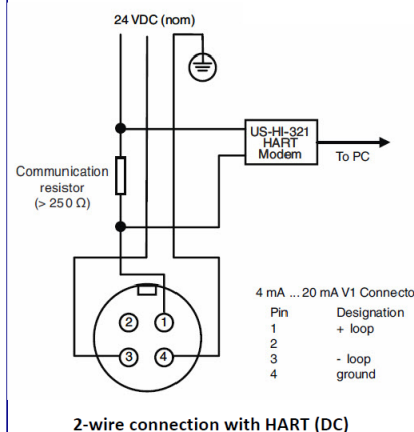 24 VDC (nom)
US-HI-321
HART
Modem
To PC
Communication
resistor
(> 250 Ω)
2 1
3 4
4 mA ... 20 mA V1 Connecto
Pin Designation
1 + loop
2
3 - loop
4 ground
2-wire connection with HART (DC)